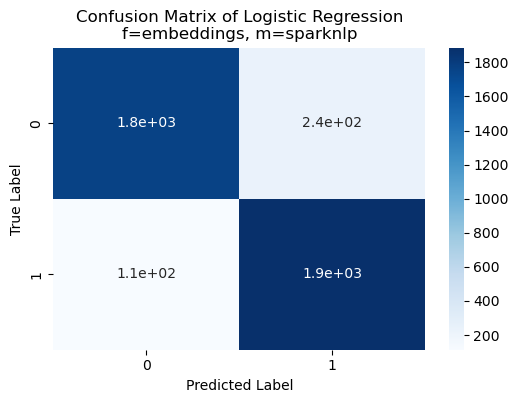 Confusion Matrix of Logistic Regression
f=embeddings, m=sparknlp
True Label
0
1
1.8e+03
2.4e+02
1.1e+02
1.9e+03
0
1
Predicted Label
1800
1600
1400
1200
1000
800
600
400
200